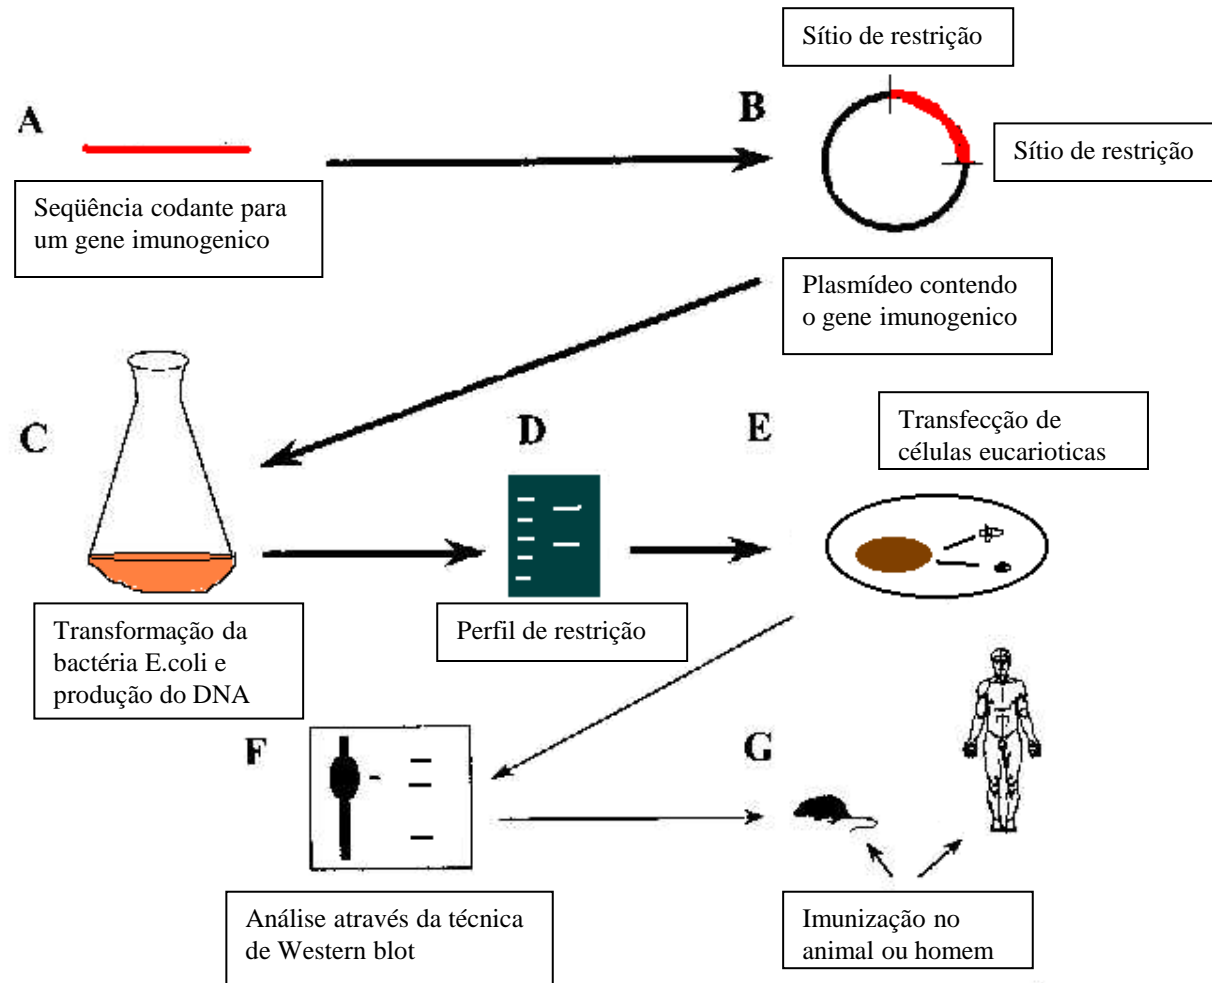 A
Seqüência codante para
um gene imunogenico
B
Sítio de restrição
Sítio de restrição
Plasmídeo contendo
o gene imunogenico
C
Transformação da
bactéria E.coli e
produção do DNA
D
Perfil de restrição
E
Transfecção de
células eucarioticas
F
Análise através da técnica
de Western blot
G
Imunização no
animal ou homem